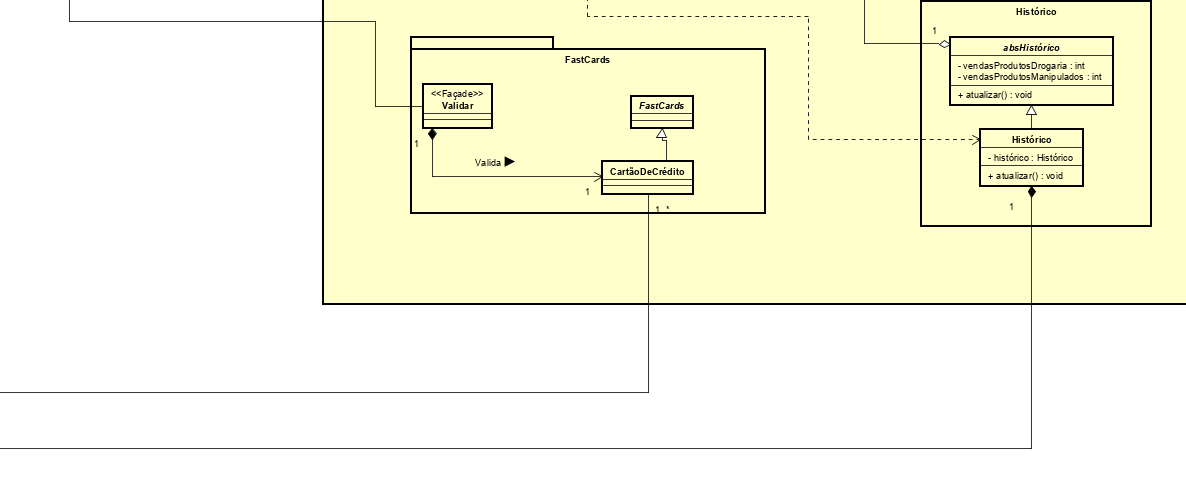 FastCards
<<Façade>>
Validar
1
Valida
1
FastCards
CartãoDeCrédito
1..*
Histórico
1
absHistórico
- vendasProdutosDrogaria : int
- vendasProdutosManipulados : int
+ atualizar() : void
Histórico
- histórico : Histórico
+ atualizar() : void
1